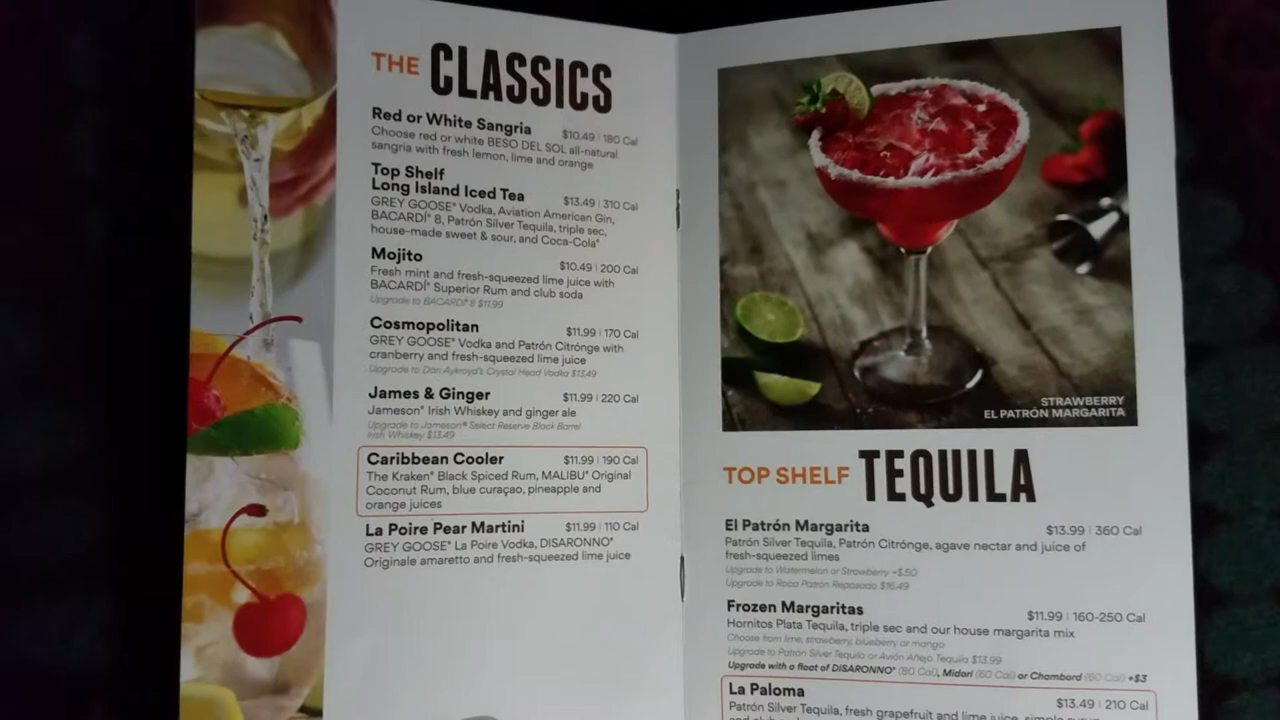 THE CLASSICS
Red or White Sangria $10.49 | 180 Cal
Choose red or white BESO DEL SOL all-natural
sangria with fresh lemon, lime and orange
Top Shelf
Long Island Iced Tea $13.49 | 310 Cal
GREY GOOSE® Vodka, Aviation American Gin,
BACARDÍ® 8, Patrón Silver Tequila, triple sec,
house-made sweet & sour, and Coca-Cola®
Mojito $10.49 | 200 Cal
Fresh mint and fresh-squeezed lime juice with
BACARDÍ® Superior Rum and club soda
Upgrade to BACARDÍ® 8 $11.99
Cosmopolitan $11.99 | 170 Cal
GREY GOOSE® Vodka and Patrón Citrónge with
cranberry and fresh-squeezed lime juice
Upgrade to Dan Aykroyd's Crystal Head Vodka $13.49
James & Ginger $11.99 | 220 Cal
Jameson® Irish Whiskey and ginger ale
Upgrade to Jameson® Select Reserve Black Barrel
Irish Whiskey $13.49
Caribbean Cooler $11.99 | 190 Cal
The Kraken® Black Spiced Rum, MALIBU® Original
Coconut Rum, blue curaçao, pineapple and
orange juices
La Poire Pear Martini $11.99 | 110 Cal
GREY GOOSE® La Poire Vodka, DISARONNO®
Originale amaretto and fresh-squeezed lime juice
STRAWBERRY
EL PATRÓN MARGARITA
TOP SHELF TEQUILA
El Patrón Margarita $13.99 | 360 Cal
Patrón Silver Tequila, Patrón Citrónge, agave nectar and juice of
fresh-squeezed limes
Upgrade to Watermelon or Strawberry +$.50
Upgrade to Roca Patrón Reposado $16.49
Frozen Margaritas $11.99 | 160-250 Cal
Hornitos Plata Tequila, triple sec and our house margarita mix
Choose from lime, strawberry, blueberry or mango
Upgrade to Patrón Silver Tequila or Avión Añejo Tequila $13.99
Upgrade with a float of DISARONNO® (80 Cal), Midori (60 Cal) or Chambord (60 Cal) +$3
La Paloma $13.49 | 210 Cal
Patrón Silver Tequila, fresh grapefruit and lime juice, simple syrup